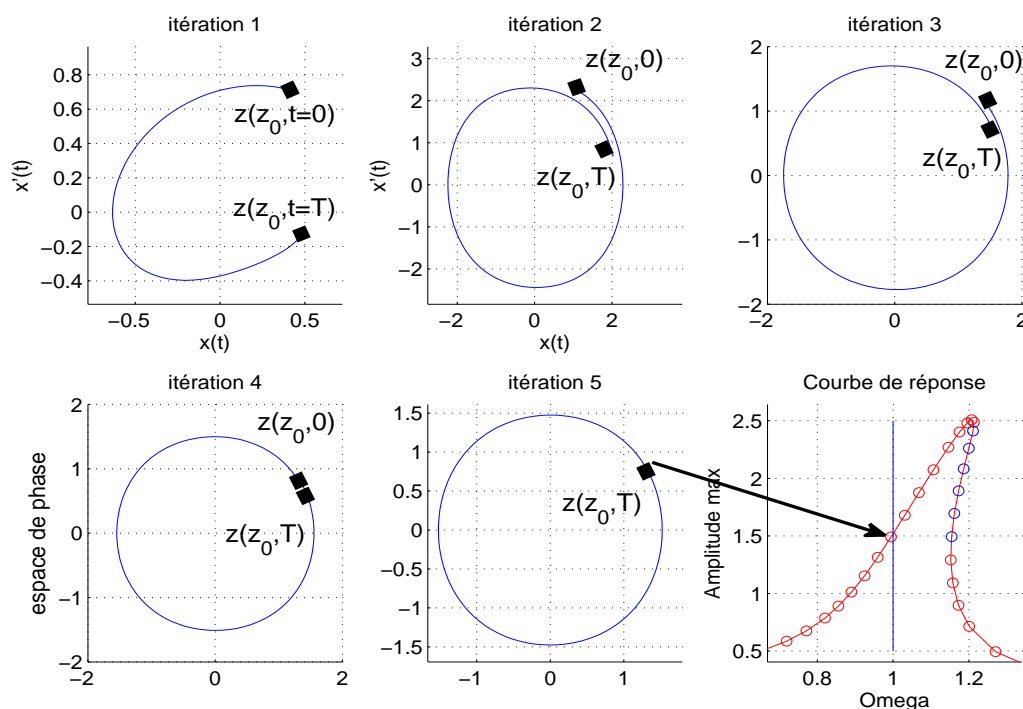 itération 1
0.8
0.6
0.4
0.2
0
−0.2
−0.4
x'(t)
z(z0,t=0)
z(z0,t=T)
−0.5
0
0.5
x(t)
itération 2
3
2
1
0
−1
−2
x'(t)
z(z0,0)
z(z0,T)
−2
0
2
x(t)
itération 3
2
1
0
−1
−2
z(z0,0)
z(z0,T)
−2
0
2
itération 4
2
1
0
−1
−2
espace de phase
z(z0,0)
z(z0,T)
−2
0
2
itération 5
1.5
1
0.5
0
−0.5
−1
−1.5
z(z0,T)
−1
0
1
Courbe de réponse
2.5
2
1.5
1
0.5
Amplitude max
0.8
1
1.2
Omega